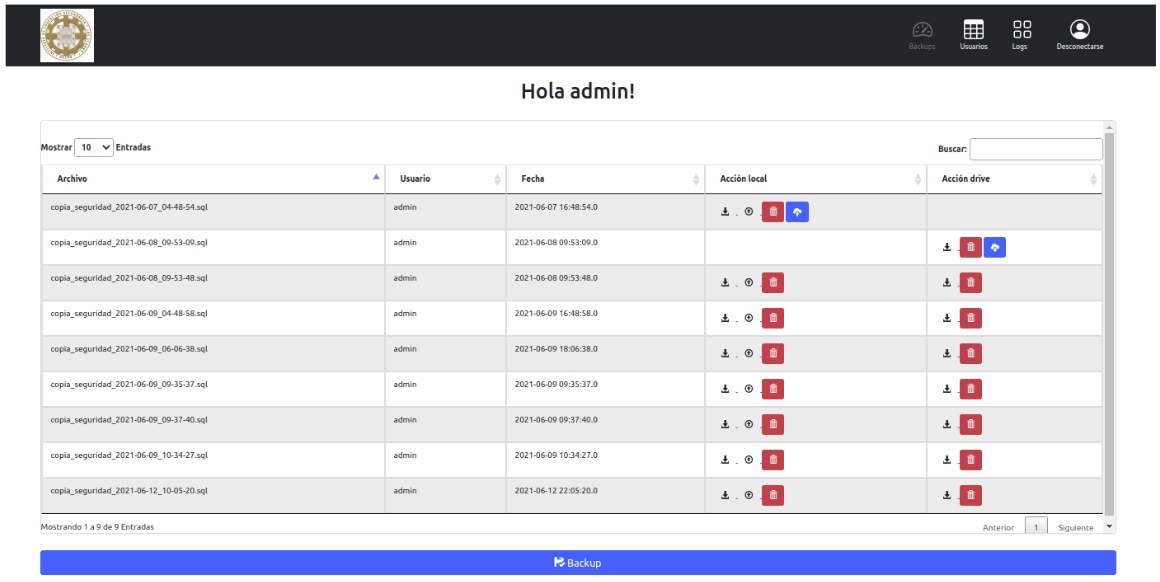 Backups Usuarios Logs Desconectarse
Hola admin!
Mostrar 10 Entradas Buscar:
Archivo Usuario Fecha Acción local Acción drive
copia_seguridad_2021-06-07_04-48-54.sql admin 2021-06-07 16:48:54.0
copia_seguridad_2021-06-08_09-53-09.sql admin 2021-06-08 09:53:09.0
copia_seguridad_2021-06-08_09-53-48.sql admin 2021-06-08 09:53:48.0
copia_seguridad_2021-06-09_04-48-58.sql admin 2021-06-09 16:48:58.0
copia_seguridad_2021-06-09_06-06-38.sql admin 2021-06-09 18:06:38.0
copia_seguridad_2021-06-09_09-35-37.sql admin 2021-06-09 09:35:37.0
copia_seguridad_2021-06-09_09-37-40.sql admin 2021-06-09 09:37:40.0
copia_seguridad_2021-06-09_10-34-27.sql admin 2021-06-09 10:34:27.0
copia_seguridad_2021-06-12_10-05-20.sql admin 2021-06-12 22:05:20.0
Mostrando 1 a 9 de 9 Entradas Anterior 1 Siguiente
Backup